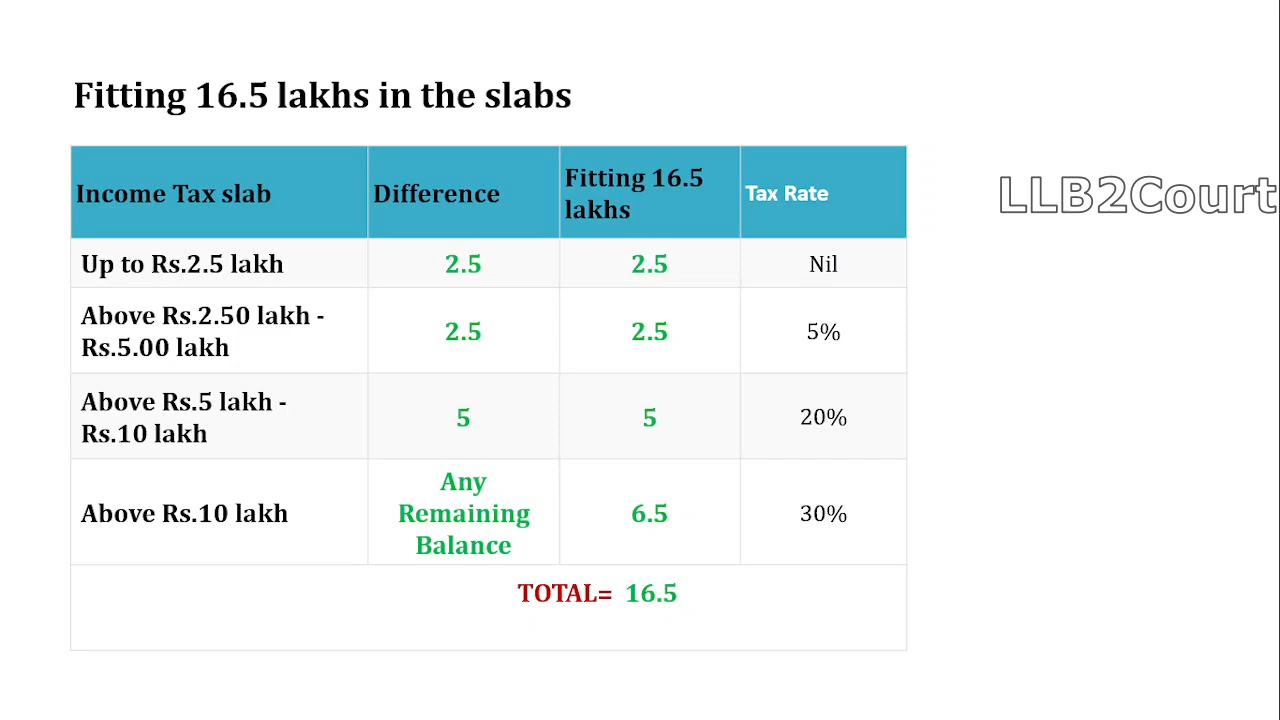 Fitting 16.5 lakhs in the slabs
LLB2Court
Income Tax slab Difference Fitting 16.5 lakhs Tax Rate
Up to Rs.2.5 lakh 2.5 2.5 Nil
Above Rs.2.50 lakh - Rs.5.00 lakh 2.5 2.5 5%
Above Rs.5 lakh - Rs.10 lakh 5 5 20%
Above Rs.10 lakh Any Remaining Balance 6.5 30%
TOTAL= 16.5